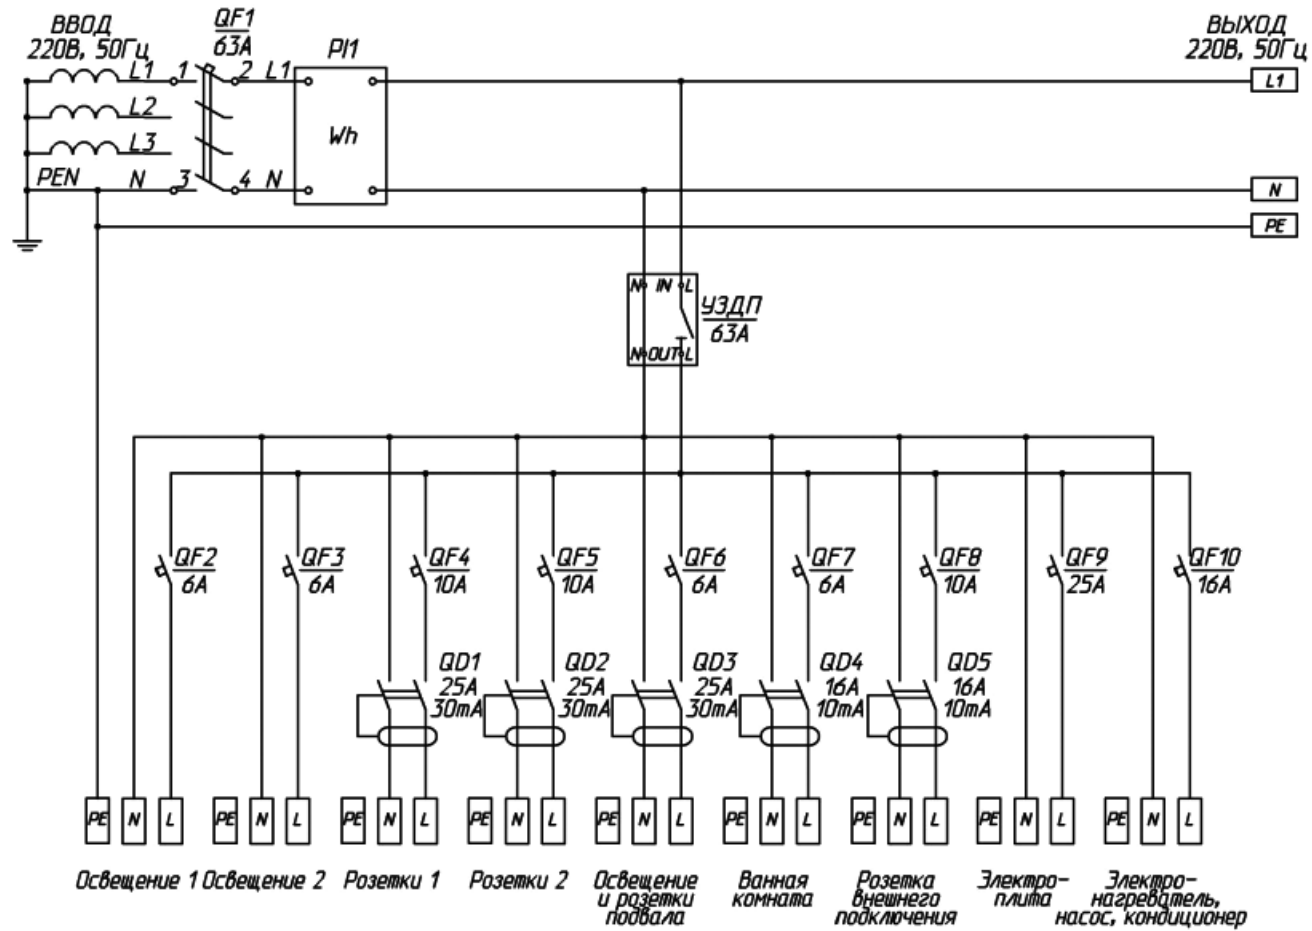 ВВОД
220В, 50Гц
QF1
63А
PI1
ВЫХОД
220В, 50Гц
L1 1 2 L1
L1
L2
Wh
L3
PEN N 3 4 N
N
PE
N IN L
УЗДП
63А
N OUT L
QF2 QF3 QF4 QF5 QF6 QF7 QF8 QF9 QF10
6А 6А 10А 10А 6А 6А 10А 25А 16А
QD1 QD2 QD3 QD4 QD5
25А 25А 25А 16А 16А
30mA 30mA 30mA 10mA 10mA
PE N L PE N L PE N L PE N L PE N L PE N L PE N L PE N L PE N L
Освещение 1
Освещение 2
Розетки 1
Розетки 2
Освещение
и розетки
подвала
Ванная
комната
Розетка
внешнего
подключения
Электро-
плита
Электро-
нагреватель,
насос, кондиционер